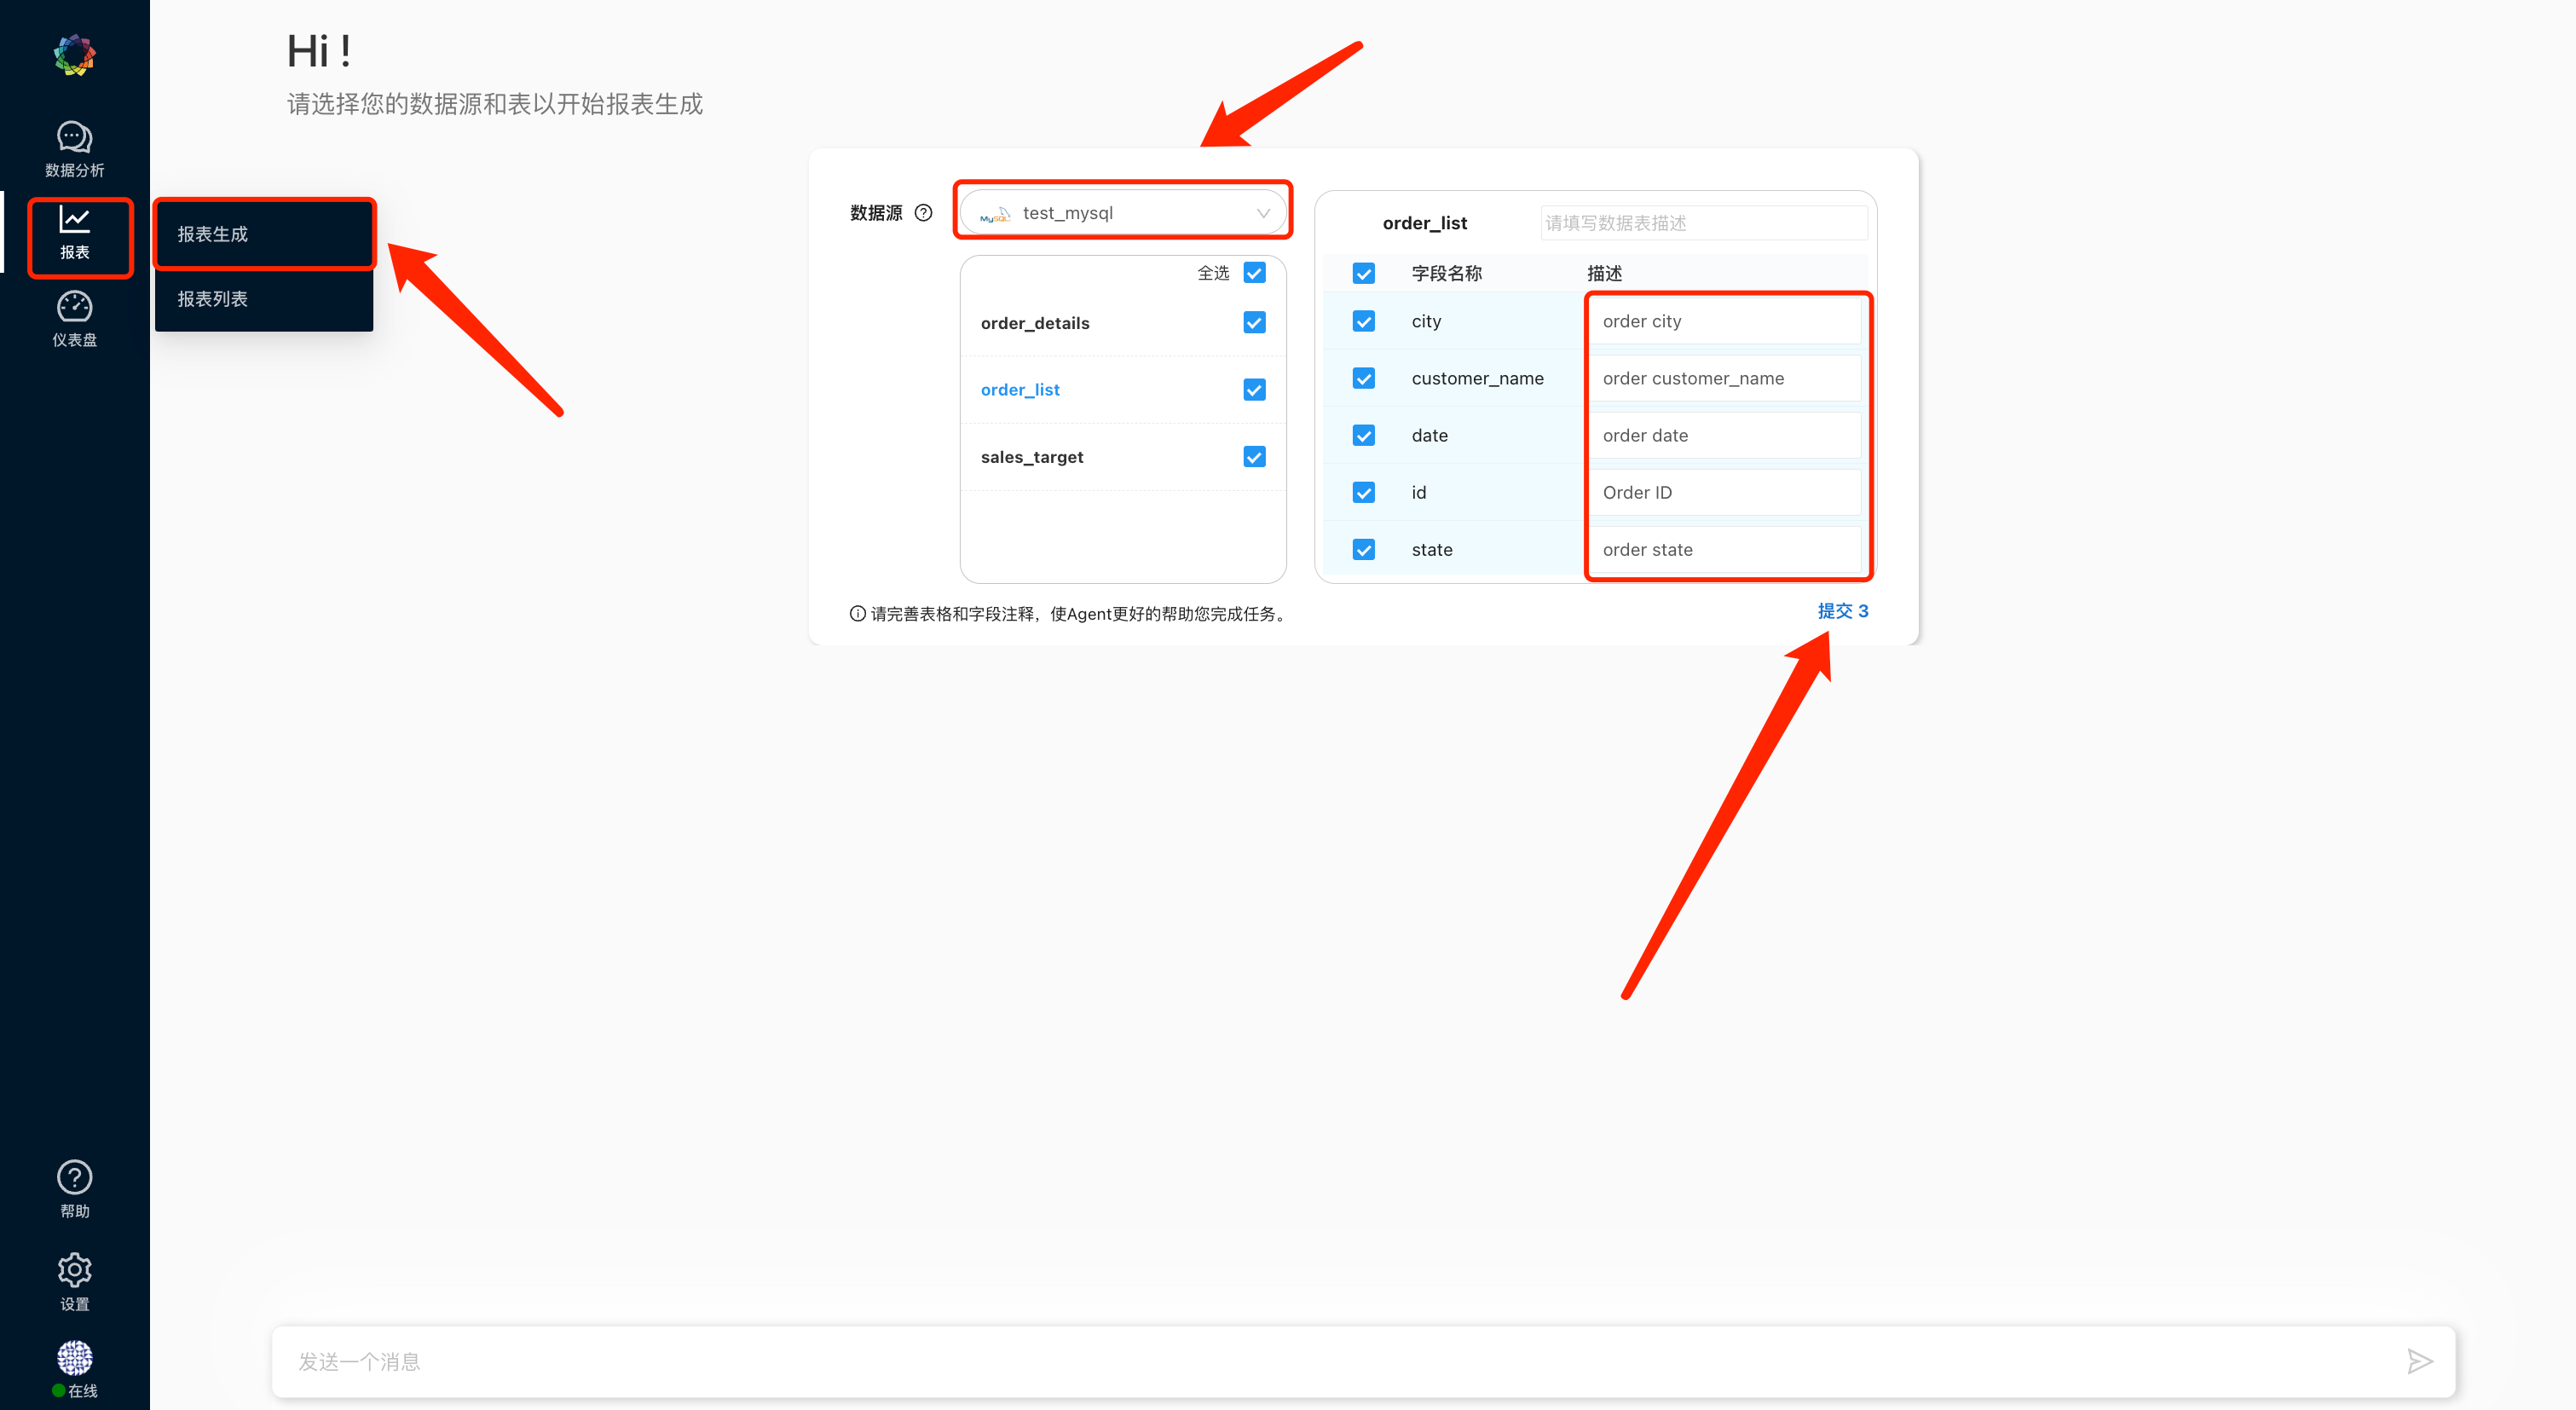 Hi !
请选择您的数据源和表以开始报表生成
数据分析
报表
仪表盘
报表生成
报表列表
数据源
MySQL test_mysql
全选
order_details
order_list
sales_target
order_list 请填写数据表描述
字段名称 描述
city order city
customer_name order customer_name
date order date
id Order ID
state order state
请完善表格和字段注释，使Agent更好的帮助您完成任务。
提交 3
帮助
设置
在线
发送一个消息